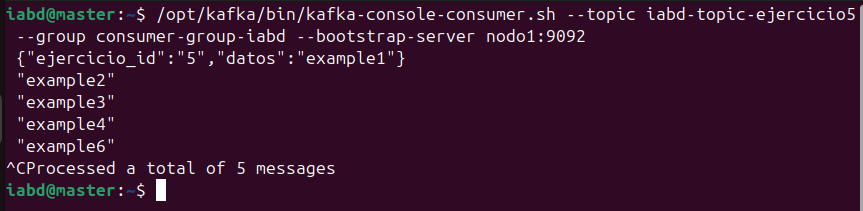 iabd@master:~$ /opt/kafka/bin/kafka-console-consumer.sh --topic iabd-topic-ejercicio5
--group consumer-group-iabd --bootstrap-server nodo1:9092
{"ejercicio_id":"5","datos":"example1"}
"example2"
"example3"
"example4"
"example6"
^CProcessed a total of 5 messages
iabd@master:~$